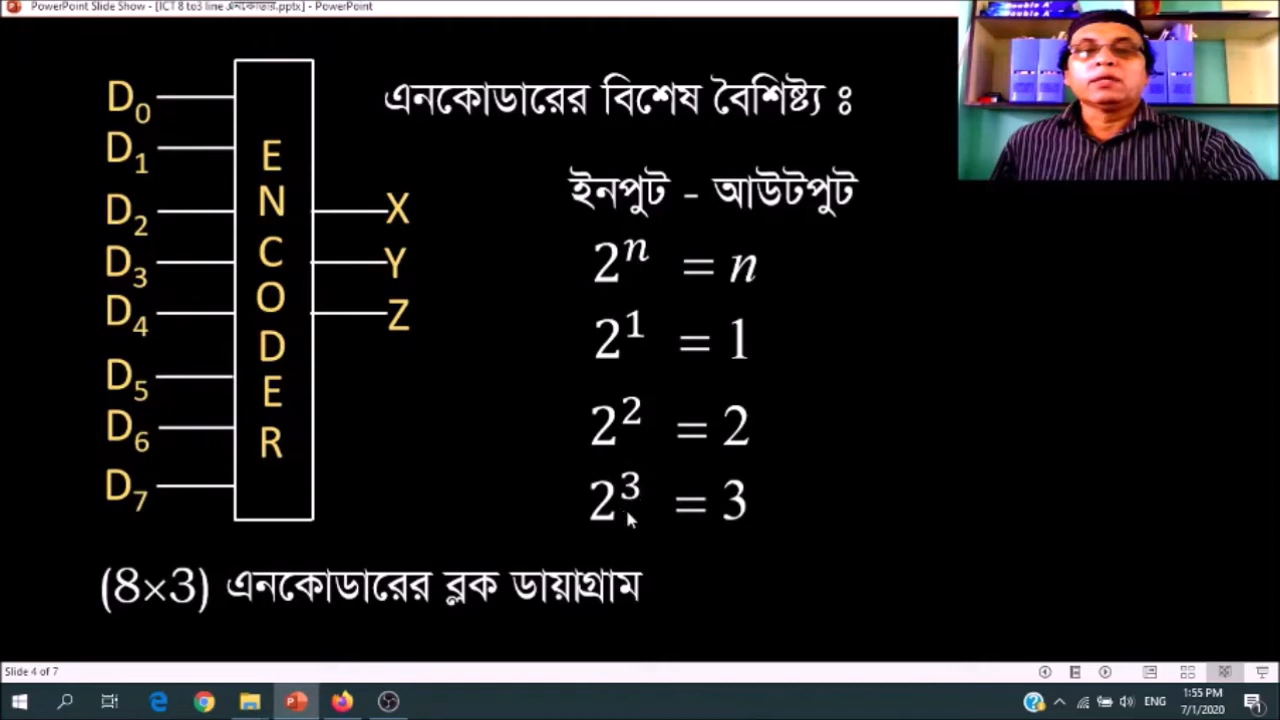 PowerPoint Slide Show - [ICT 8 to3 line এনকোডার.pptx] - PowerPoint
Double A
Double A
এনকোডারের বিশেষ বৈশিষ্ট্য ঃ
D0
D1
D2
D3
D4
D5
D6
D7
ENCODER
X
Y
Z
ইনপুট - আউটপুট
2^n = n
2^1 = 1
2^2 = 2
2^3 = 3
(8×3) এনকোডারের ব্লক ডায়াগ্রাম
Slide 4 of 7
ENG
1:55 PM
7/1/2020